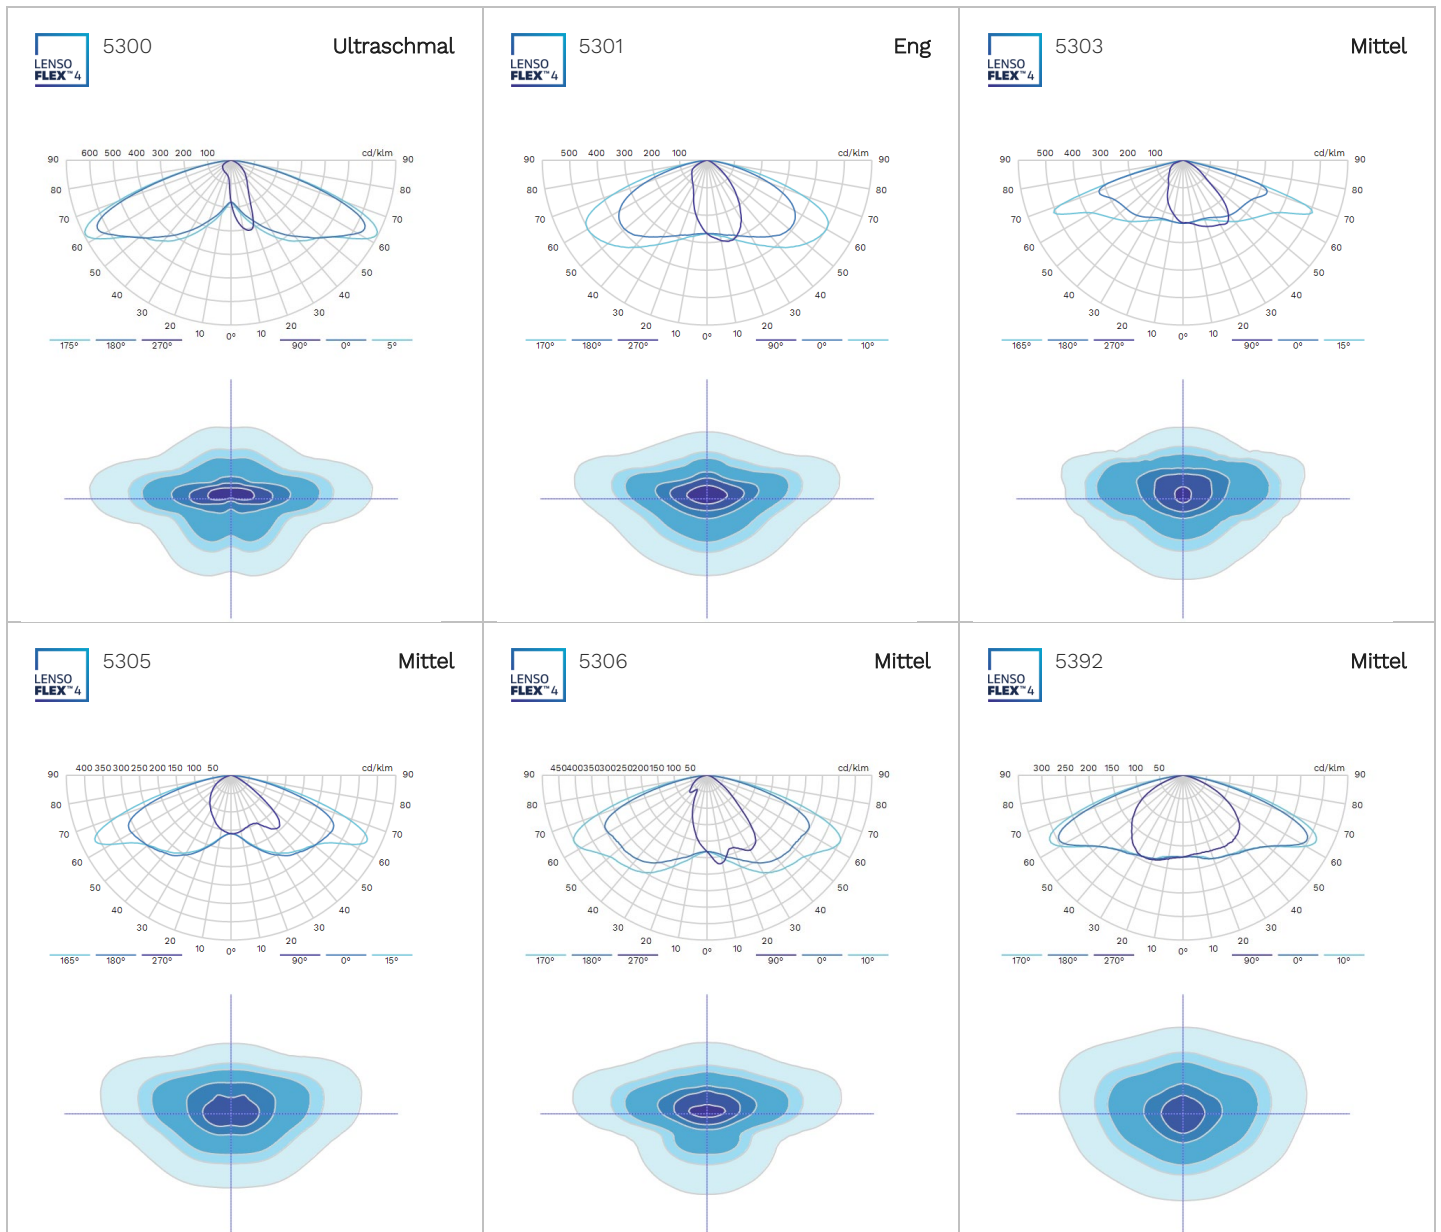 5300 Ultraschmal
LENSO
FLEX™4
600 500 400 300 200 100 cd/klm
90 90
80 80
70 70
60 60
50 50
40 40
30 30
20 20
10 0° 10
175° 180° 270° 90° 0° 5°
5301 Eng
LENSO
FLEX™4
500 400 300 200 100 cd/klm
90 90
80 80
70 70
60 60
50 50
40 40
30 30
20 20
10 0° 10
170° 180° 270° 90° 0° 10°
5303 Mittel
LENSO
FLEX™4
500 400 300 200 100 cd/klm
90 90
80 80
70 70
60 60
50 50
40 40
30 30
20 20
10 0° 10
165° 180° 270° 90° 0° 15°
5305 Mittel
LENSO
FLEX™4
400 350 300 250 200 150 100 50 cd/klm
90 90
80 80
70 70
60 60
50 50
40 40
30 30
20 20
10 0° 10
165° 180° 270° 90° 0° 15°
5306 Mittel
LENSO
FLEX™4
450 400 350 300 250 200 150 100 50 cd/klm
90 90
80 80
70 70
60 60
50 50
40 40
30 30
20 20
10 0° 10
170° 180° 270° 90° 0° 10°
5392 Mittel
LENSO
FLEX™4
300 250 200 150 100 50 cd/klm
90 90
80 80
70 70
60 60
50 50
40 40
30 30
20 20
10 0° 10
170° 180° 270° 90° 0° 10°